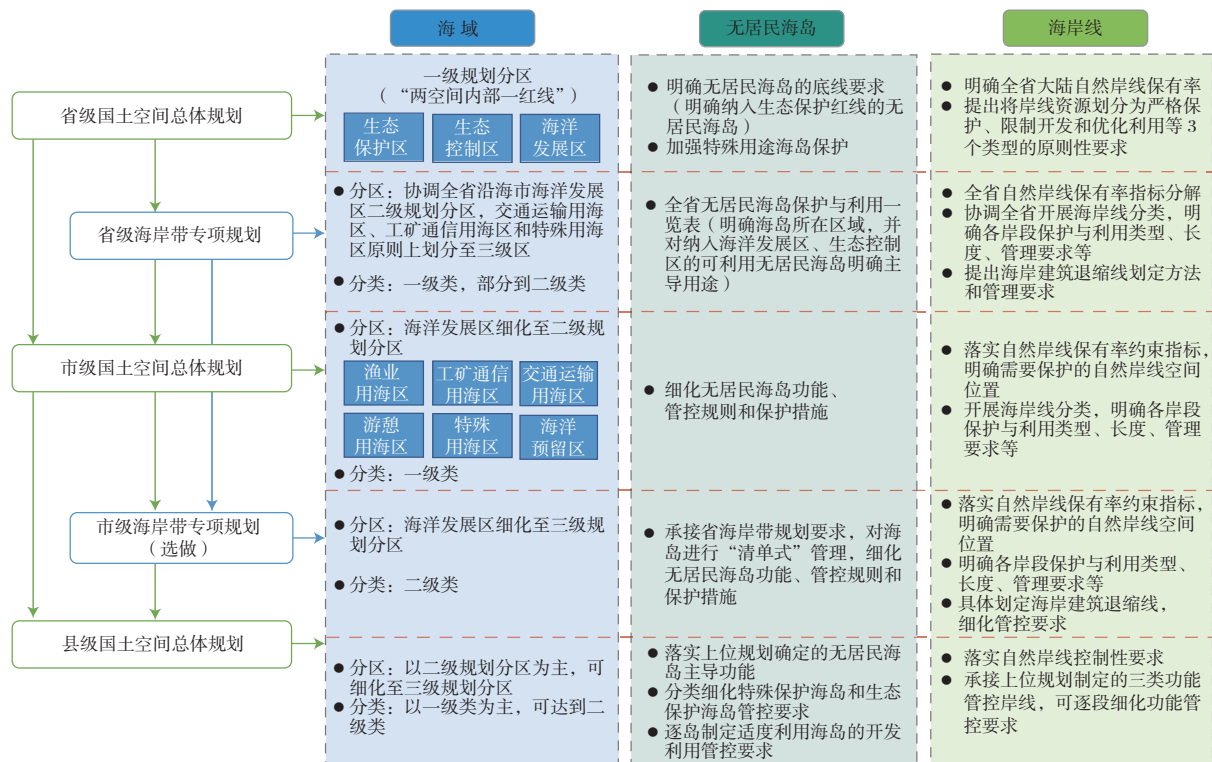 海 域
无居民海岛
海岸线
省级国土空间总体规划
一级规划分区
（“两空间内部一红线”）
生态
保护区
生态
控制区
海洋
发展区
● 明确无居民海岛的底线要求
（明确纳入生态保护红线的无
居民海岛）
● 加强特殊用途海岛保护
● 明确全省大陆自然岸线保有率
● 提出将岸线资源划分为严格保
护、限制开发和优化利用等 3
个类型的原则性要求
省级海岸带专项规划
● 分区：协调全省沿海市海洋发展
区二级规划分区，交通运输用海
区、工矿通信用海区和特殊用海
区原则上划分至三级区
● 分类：一级类，部分到二级类
● 全省无居民海岛保护与利用一
览表（明确海岛所在区域，并
对纳入海洋发展区、生态控制
区的可利用无居民海岛明确主
导用途）
● 全省自然岸线保有率指标分解
● 协调全省开展海岸线分类，明
确各岸段保护与利用类型、长
度、管理要求等
● 提出海岸建筑退缩线划定方法
和管理要求
市级国土空间总体规划
● 分区：海洋发展区细化至二级规
划分区
渔业
用海区
工矿通信
用海区
交通运输
用海区
游憩
用海区
特殊
用海区
海洋
预留区
● 分类：一级类
● 细化无居民海岛功能、
管控规则和保护措施
● 落实自然岸线保有率约束指标，
明确需要保护的自然岸线空间
位置
● 开展海岸线分类，明确各岸段
保护与利用类型、长度、管理
要求等
市级海岸带专项规划
（选做）
● 分区：海洋发展区细化至三级规
划分区
● 分类：二级类
● 承接省海岸带规划要求，对海
岛进行“清单式”管理，细化
无居民海岛功能、管控规则和
保护措施
● 落实自然岸线保有率约束指标，
明确需要保护的自然岸线空间
位置
● 明确各岸段保护与利用类型、
长度、管理要求等
● 具体划定海岸建筑退缩线，
细化管控要求
县级国土空间总体规划
● 分区：以二级规划分区为主，可
细化至三级规划分区
● 分类：以一级类为主，可达到二
级类
● 落实上位规划确定的无居民海
岛主导功能
● 分类细化特殊保护海岛和生态
保护海岛管控要求
● 逐岛制定适度利用海岛的开发
利用管控要求
● 落实自然岸线控制性要求
● 承接上位规划制定的三类功能
管控岸线，可逐段细化功能管
控要求